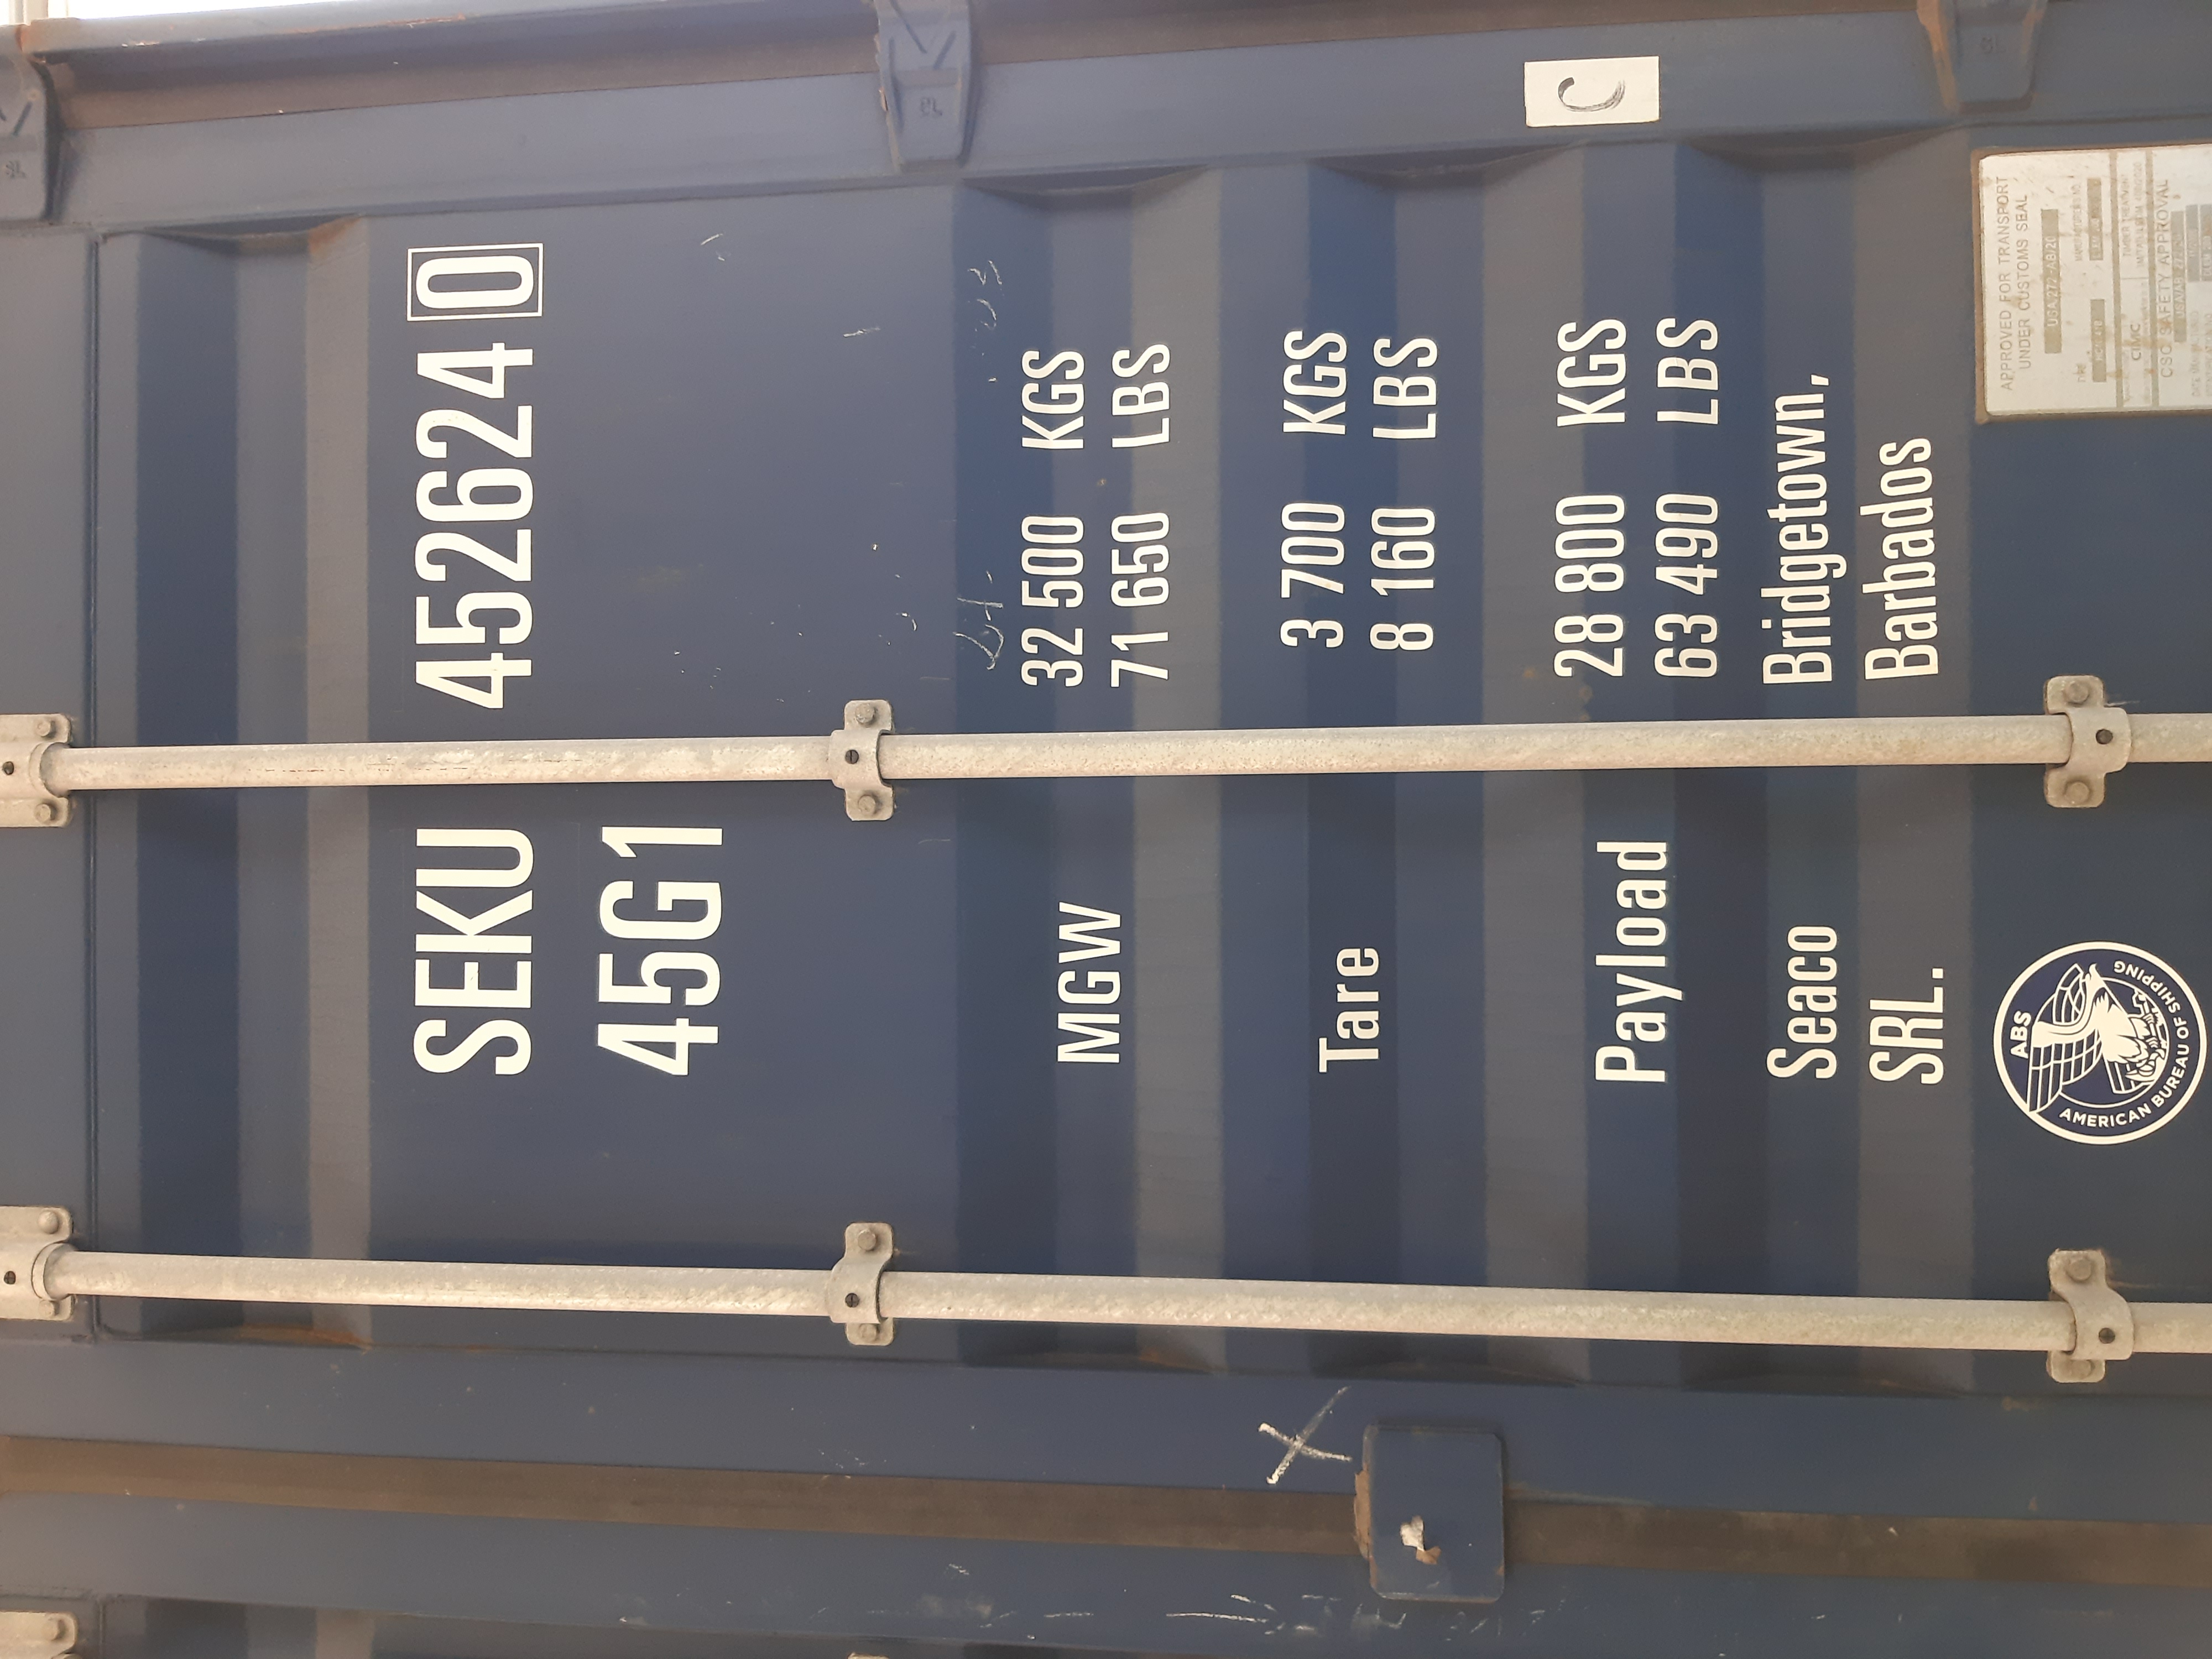 SEKU 452624 0
45G1
MGW 32 500 KGS
71 650 LBS
Tare 3 700 KGS
8 160 LBS
Payload 28 800 KGS
63 490 LBS
Seaco Bridgetown,
SRL. Barbados
ABS
AMERICAN BUREAU OF SHIPPING
C
APPROVED FOR TRANSPORT
UNDER CUSTOMS SEAL
CIMC
CSC SAFETY APPROVAL